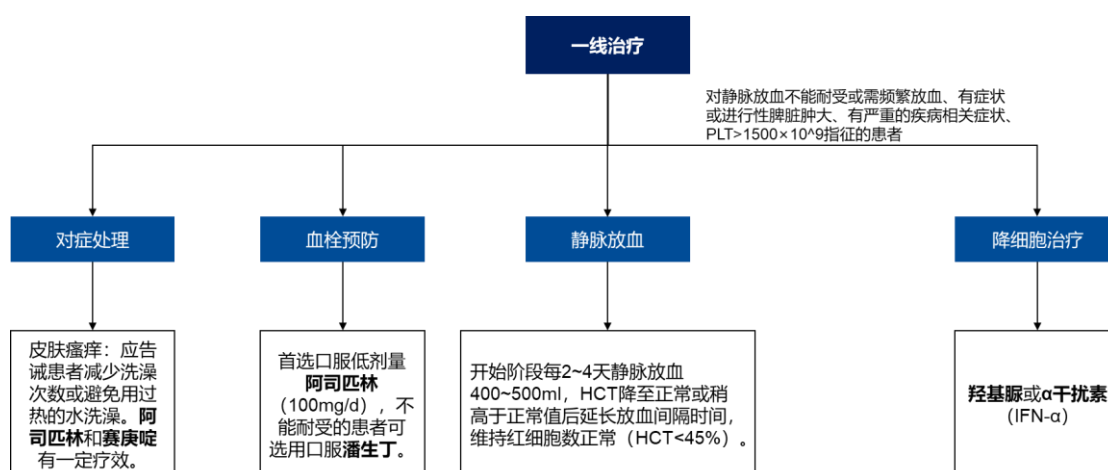 一线治疗
对静脉放血不能耐受或需频繁放血、有症状
或进行性脾脏肿大、有严重的疾病相关症状、
PLT>1500×10^9指征的患者
对症处理
血栓预防
静脉放血
降细胞治疗
皮肤瘙痒：应告
诫患者减少洗澡
次数或避免用过
热的水洗澡。阿
司匹林和赛庚啶
有一定疗效。
首选口服低剂量
阿司匹林
（100mg/d），不
能耐受的患者可
选用口服潘生丁。
开始阶段每2~4天静脉放血
400~500ml，HCT降至正常或稍
高于正常值后延长放血间隔时间，
维持红细胞数正常（HCT<45%）。
羟基脲或α干扰素
（IFN-α）